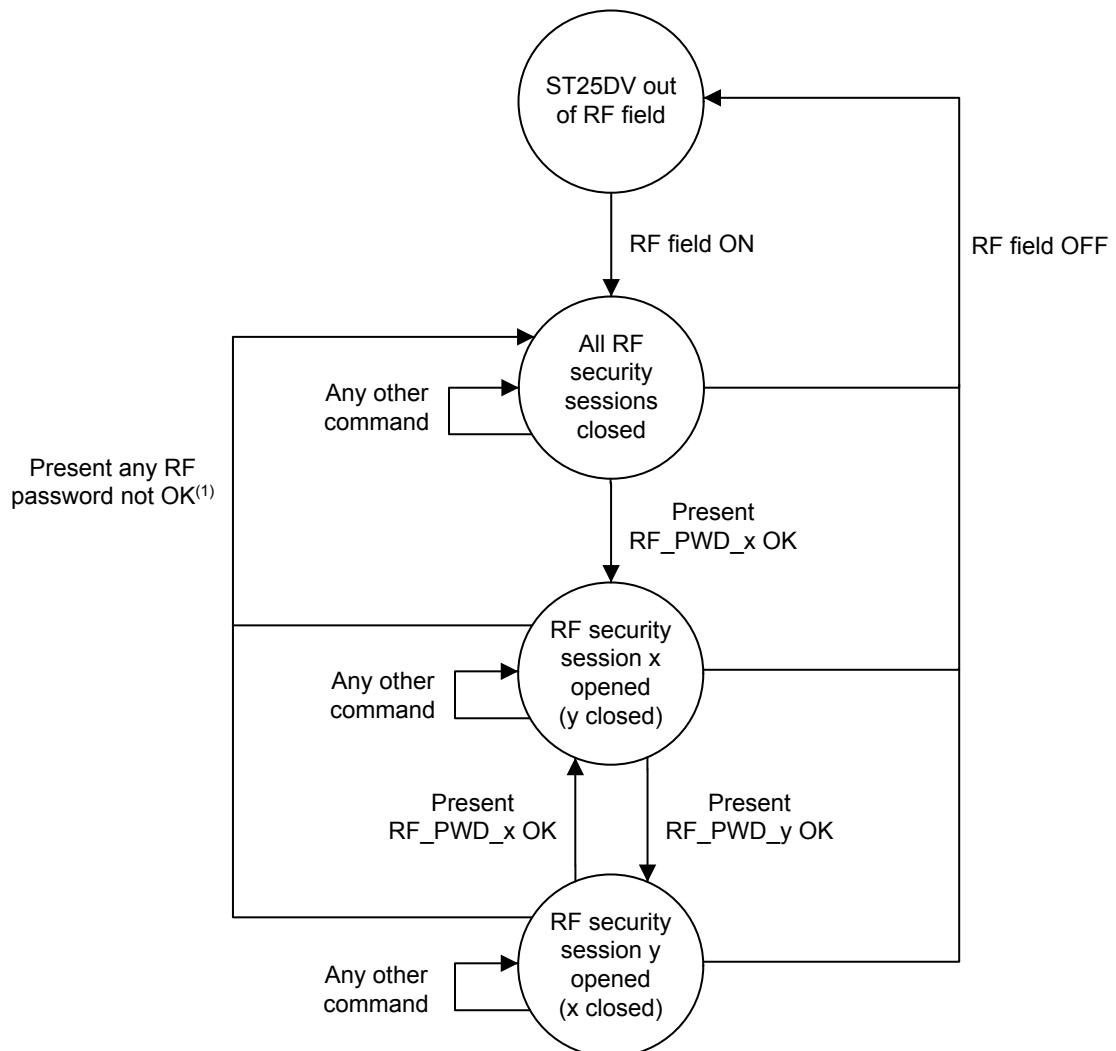 ST25DV out
of RF field
RF field ON
RF field OFF
All RF
security
sessions
closed
Any other
command
Present any RF
password not OK(1)
Present
RF_PWD_x OK
RF security
session x
opened
(y closed)
Any other
command
Present
RF_PWD_x OK
Present
RF_PWD_y OK
RF security
session y
opened
(x closed)
Any other
command